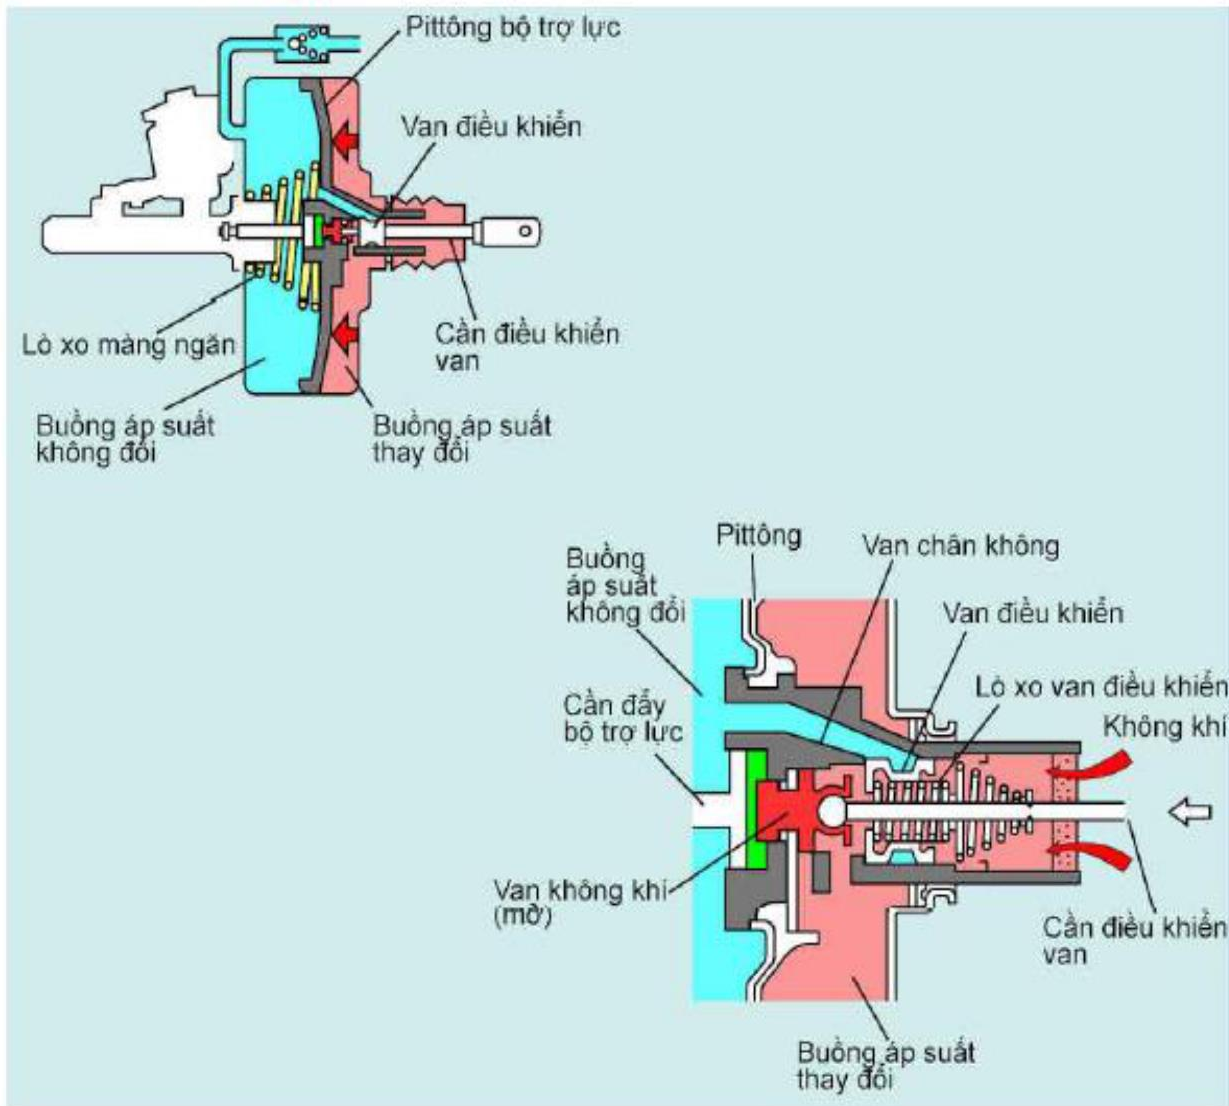 Pittông bộ trợ lực
Van điều khiển
Cần điều khiển
van
Lò xo màng ngăn
Buồng áp suất
không đổi
Buồng áp suất
thay đổi
Pittông
Van chân không
Buồng
áp suất
không đổi
Van điều khiển
Lò xo van điều khiển
Không khí
Cần đẩy
bộ trợ lực
Van không khí
(mở)
Cần điều khiển
van
Buồng áp suất
thay đổi